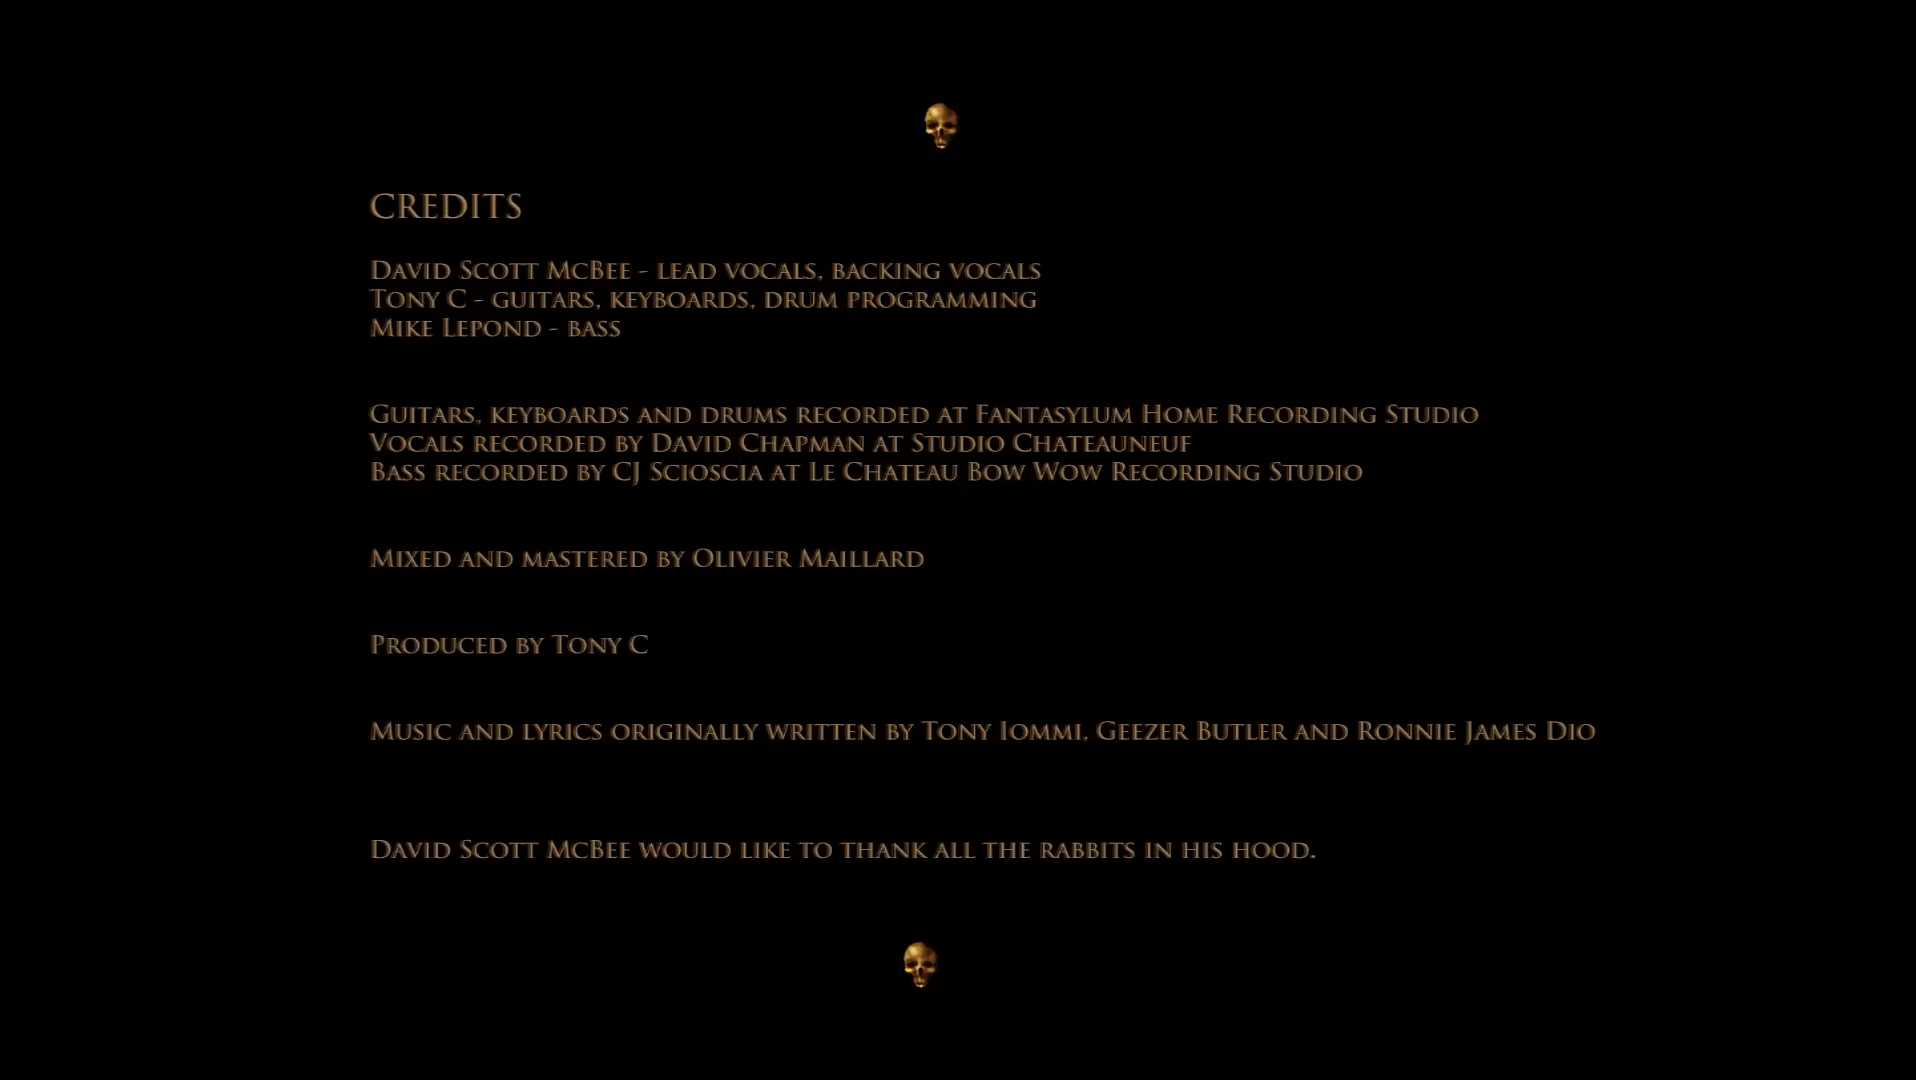 CREDITS
David Scott McBee - lead vocals, backing vocals
Tony C - guitars, keyboards, drum programming
Mike Lepond - bass
Guitars, keyboards and drums recorded at Fantasylum Home Recording Studio
Vocals recorded by David Chapman at Studio Chateauneuf
Bass recorded by CJ Scioscia at Le Chateau Bow Wow Recording Studio
Mixed and mastered by Olivier Maillard
Produced by Tony C
Music and lyrics originally written by Tony Iommi, Geezer Butler and Ronnie James Dio
David Scott McBee would like to thank all the rabbits in his hood.